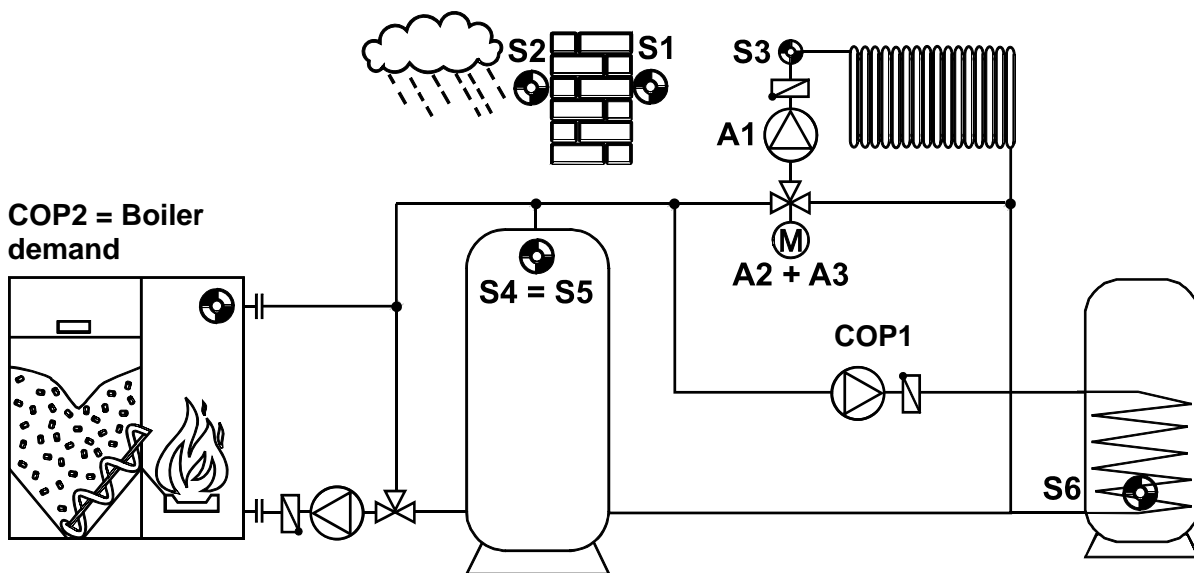 S2
S1
S3
A1
COP2 = Boiler
demand
M
A2 + A3
S4 = S5
COP1
S6